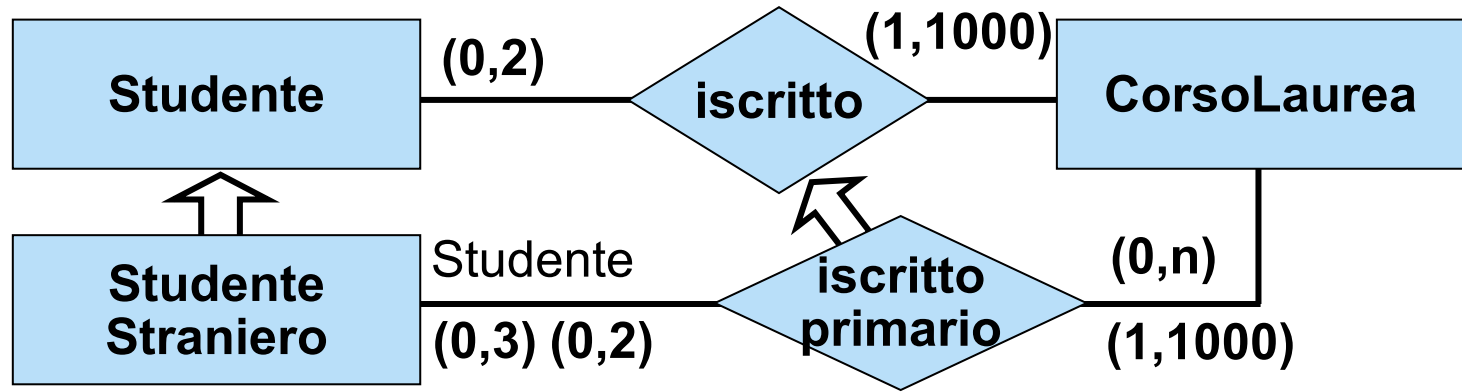 Studente
(0,2)
iscritto
(1,1000)
CorsoLaurea
Studente
Straniero
Studente
(0,3) (0,2)
iscritto
primario
(0,n)
(1,1000)